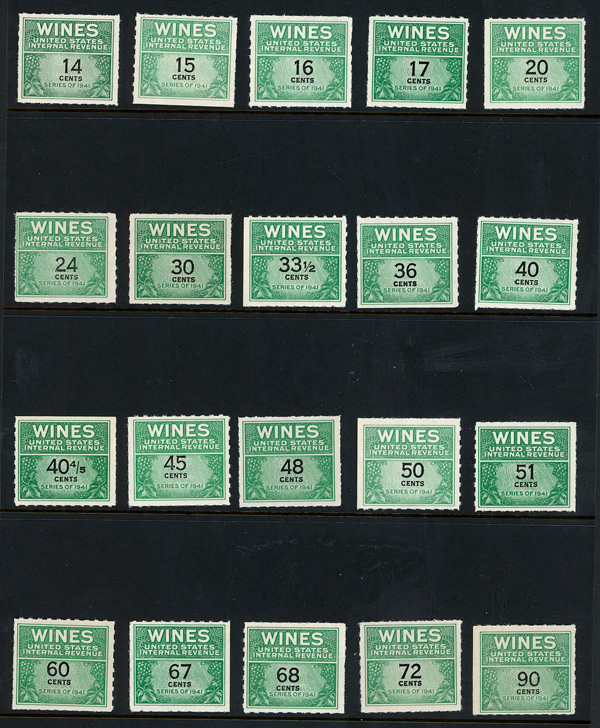 WINES
UNITED STATES
INTERNAL REVENUE
14
CENTS
SERIES OF 1941
WINES
UNITED STATES
INTERNAL REVENUE
15
CENTS
SERIES OF 1941
WINES
UNITED STATES
INTERNAL REVENUE
16
CENTS
SERIES OF 1941
WINES
UNITED STATES
INTERNAL REVENUE
17
CENTS
SERIES OF 1941
WINES
UNITED STATES
INTERNAL REVENUE
20
CENTS
SERIES OF 1941
WINES
UNITED STATES
INTERNAL REVENUE
24
CENTS
SERIES OF 1941
WINES
UNITED STATES
INTERNAL REVENUE
30
CENTS
SERIES OF 1941
WINES
UNITED STATES
INTERNAL REVENUE
33 1/2
CENTS
SERIES OF 1941
WINES
UNITED STATES
INTERNAL REVENUE
36
CENTS
SERIES OF 1941
WINES
UNITED STATES
INTERNAL REVENUE
40
CENTS
SERIES OF 1941
WINES
UNITED STATES
INTERNAL REVENUE
40 4/5
CENTS
SERIES OF 1941
WINES
UNITED STATES
INTERNAL REVENUE
45
CENTS
SERIES OF 1941
WINES
UNITED STATES
INTERNAL REVENUE
48
CENTS
SERIES OF 1941
WINES
UNITED STATES
INTERNAL REVENUE
50
CENTS
SERIES OF 1941
WINES
UNITED STATES
INTERNAL REVENUE
51
CENTS
SERIES OF 1941
WINES
UNITED STATES
INTERNAL REVENUE
60
CENTS
SERIES OF 1941
WINES
UNITED STATES
INTERNAL REVENUE
67
CENTS
SERIES OF 1941
WINES
UNITED STATES
INTERNAL REVENUE
68
CENTS
SERIES OF 1941
WINES
UNITED STATES
INTERNAL REVENUE
72
CENTS
SERIES OF 1941
WINES
UNITED STATES
INTERNAL REVENUE
90
CENTS
SERIES OF 1941